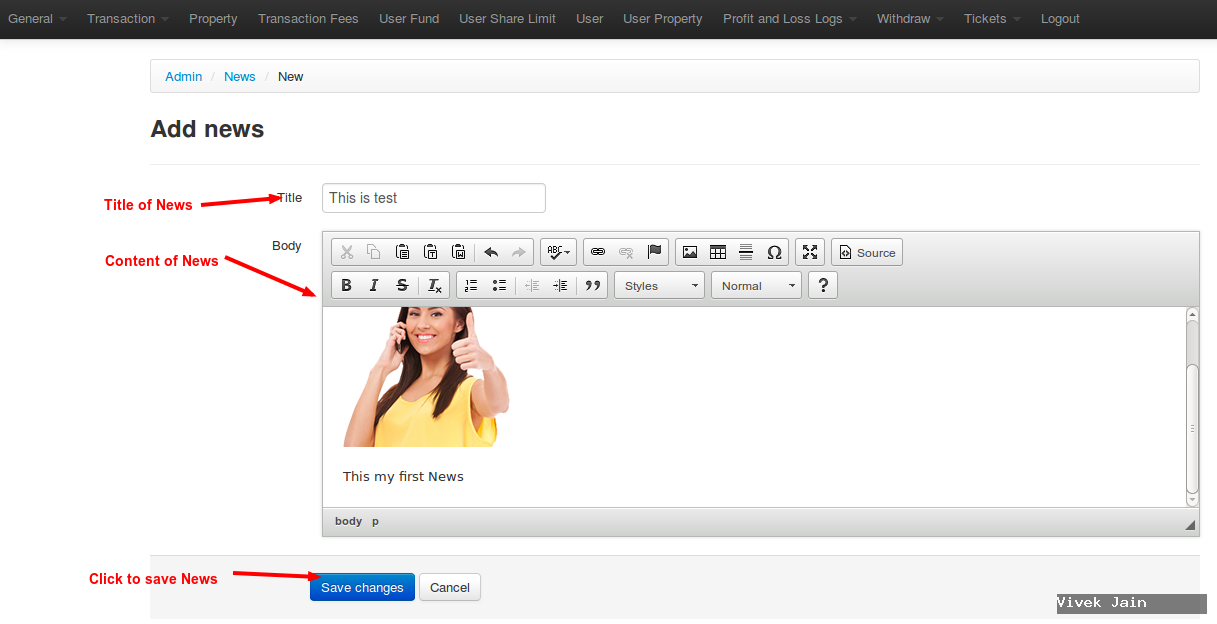 General Transaction Property Transaction Fees User Fund User Share Limit User User Property Profit and Loss Logs Withdraw Tickets Logout
Admin / News / New
Add news
Title of News Title This is test
Body
ABC Ω Source
Content of News
B I S Tx Styles Normal ?
This my first News
body p
Click to save News Save changes Cancel
Vivek Jain